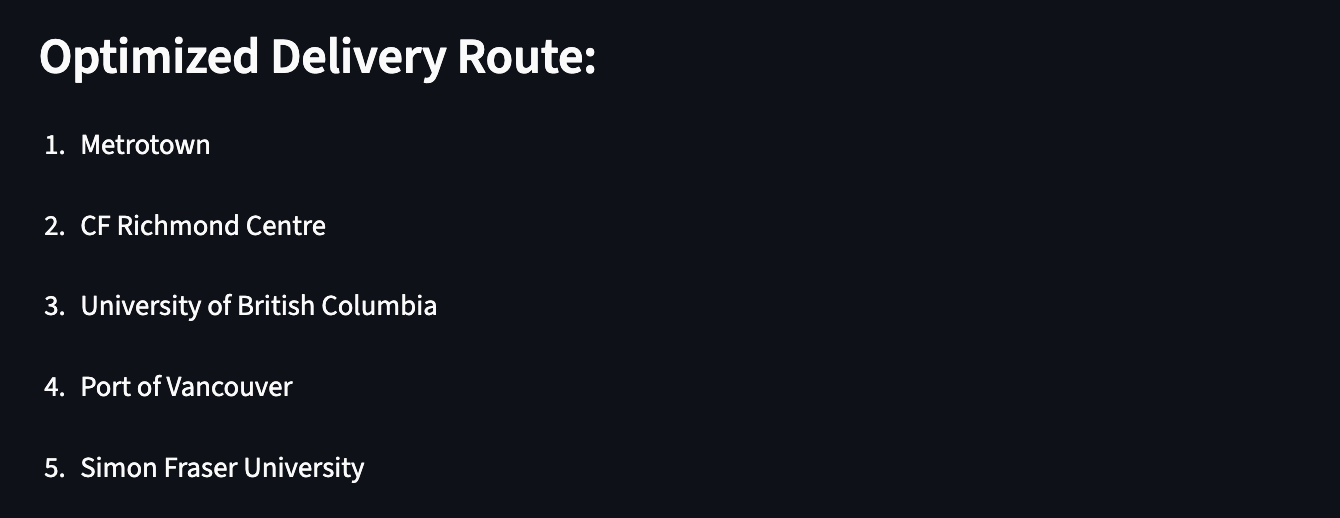 Optimized Delivery Route:
1. Metrotown
2. CF Richmond Centre
3. University of British Columbia
4. Port of Vancouver
5. Simon Fraser University